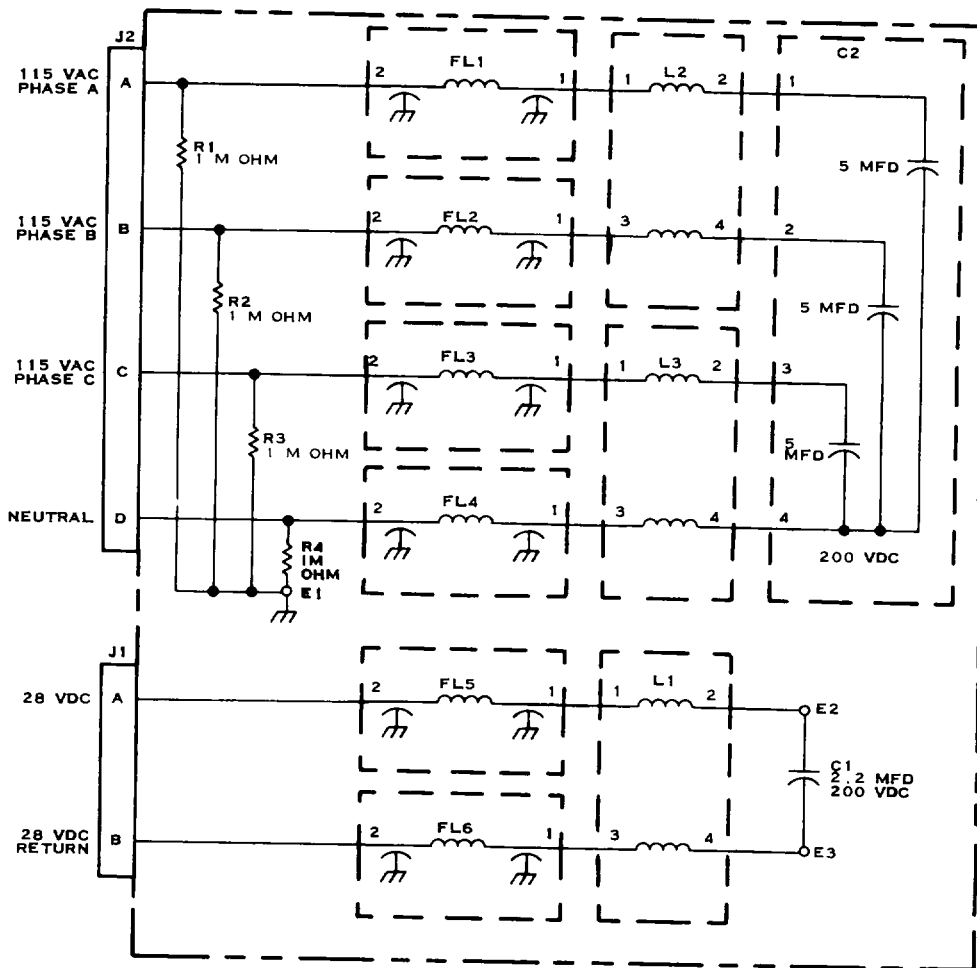 J2
C2
115 VAC
PHASE A
A
2
FL1
1
1
L2
2
1
R1
1 M OHM
5 MFD
115 VAC
PHASE B
B
2
FL2
1
3
4
2
R2
1 M OHM
5 MFD
115 VAC
PHASE C
C
2
FL3
1
1
L3
2
3
R3
1 M OHM
5
MFD
NEUTRAL
D
2
FL4
1
3
4
4
R4
1M
OHM
E1
200 VDC
J1
28 VDC
A
2
FL5
1
1
L1
2
E2
C1
2.2 MFD
200 VDC
28 VDC
RETURN
B
2
FL6
1
3
4
E3